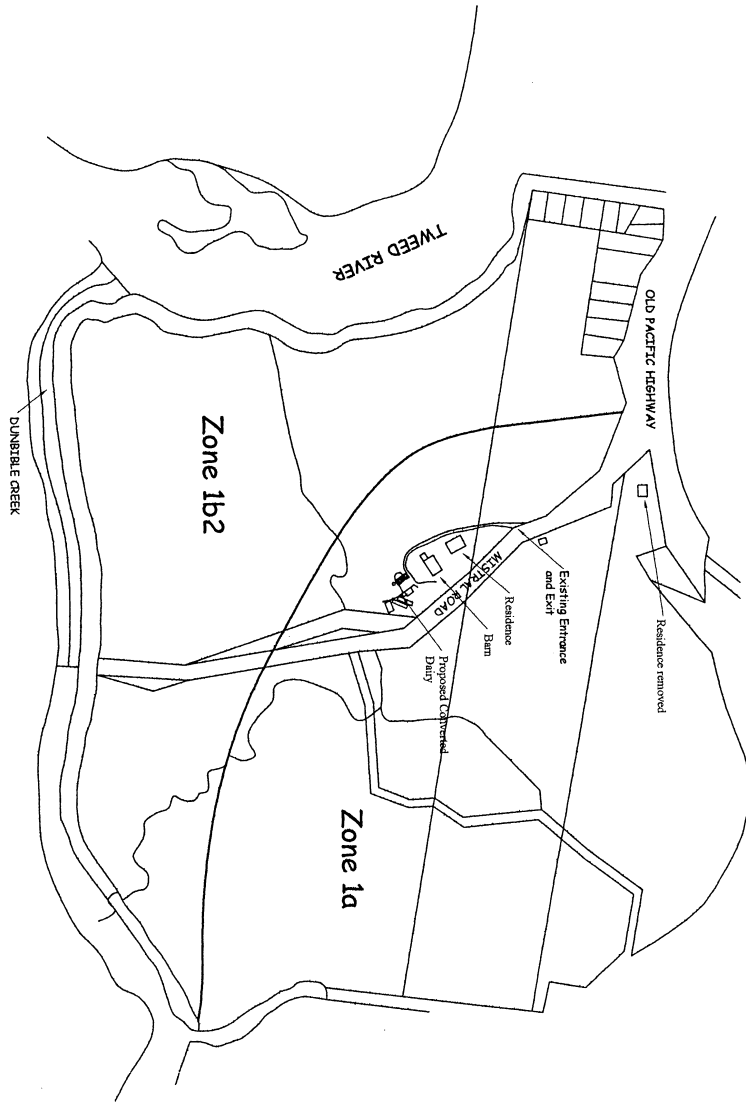 OLD PACIFIC HIGHWAY
TWEED RIVER
Residence removed
Existing Entrance
and Exit
MISTRAL ROAD
Residence
Barn
Proposed Converted
Dairy
Zone 1b2
Zone 1a
DUNBIBLE CREEK